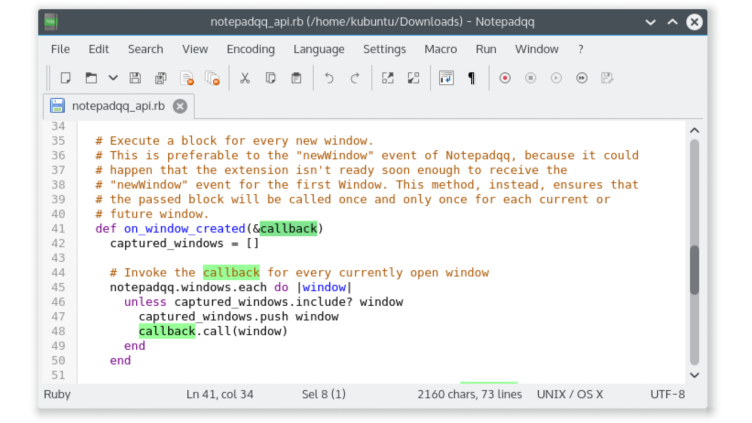 notepadqq_api.rb (/home/kubuntu/Downloads) - Notepadqq
File Edit Search View Encoding Language Settings Macro Run Window ?
notepadqq_api.rb
34
35 # Execute a block for every new window.
36 # This is preferable to the "newWindow" event of Notepadqq, because it could
37 # happen that the extension isn't ready soon enough to receive the
38 # "newWindow" event for the first Window. This method, instead, ensures that
39 # the passed block will be called once and only once for each current or
40 # future window.
41 def on_window_created(&callback)
42 captured_windows = []
43
44 # Invoke the callback for every currently open window
45 notepadqq.windows.each do |window|
46 unless captured_windows.include? window
47 captured_windows.push window
48 callback.call(window)
49 end
50 end
51
Ruby Ln 41, col 34 Sel 8 (1) 2160 chars, 73 lines UNIX / OS X UTF-8